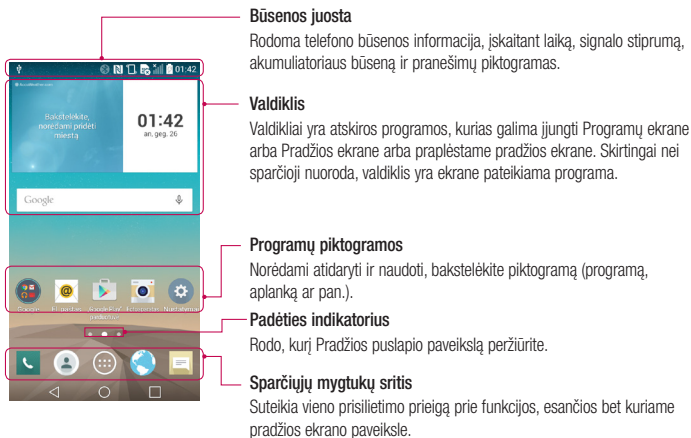 Būsenos juosta
Rodoma telefono būsenos informacija, įskaitant laiką, signalo stiprumą,
akumuliatoriaus būseną ir pranešimų piktogramas.
Valdiklis
Valdikliai yra atskiros programos, kurias galima įjungti Programų ekrane
arba Pradžios ekrane arba praplėstame pradžios ekrane. Skirtingai nei
sparčioji nuoroda, valdiklis yra ekrane pateikiama programa.
Programų piktogramos
Norėdami atidaryti ir naudoti, bakstelėkite piktogramą (programą,
aplanką ar pan.).
Padėties indikatorius
Rodo, kurį Pradžios puslapio paveikslą peržiūrite.
Sparčiųjų mygtukų sritis
Suteikia vieno prisilietimo prieigą prie funkcijos, esančios bet kuriame
pradžios ekrano paveiksle.
01:42
Bakstelėkite,
norėdami pridėti
miestą
01:42
an, geg. 26
Google
Google